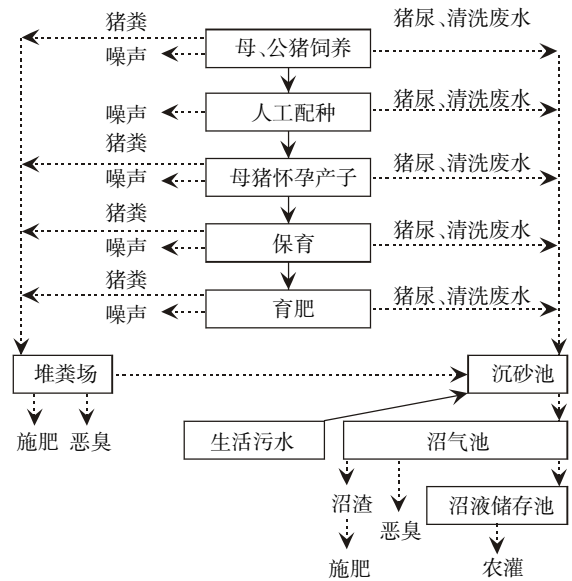 猪粪
猪尿、清洗废水
母、公猪饲养
噪声
猪尿、清洗废水
人工配种
噪声
猪粪
猪尿、清洗废水
母猪怀孕产子
噪声
猪粪
猪尿、清洗废水
保育
噪声
猪粪
猪尿、清洗废水
育肥
噪声
堆粪场
沉砂池
施肥
恶臭
生活污水
沼气池
沼渣
恶臭
沼液储存池
施肥
农灌